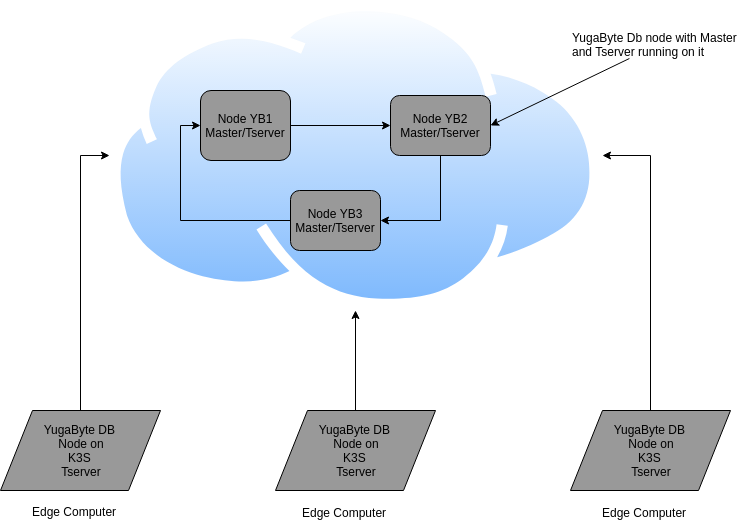 YugaByte Db node with Master
and Tserver running on it
Node YB1
Master/Tserver
Node YB2
Master/Tserver
Node YB3
Master/Tserver
YugaByte DB
Node on
K3S
Tserver
Edge Computer
YugaByte DB
Node on
K3S
Tserver
Edge Computer
YugaByte DB
Node on
K3S
Tserver
Edge Computer